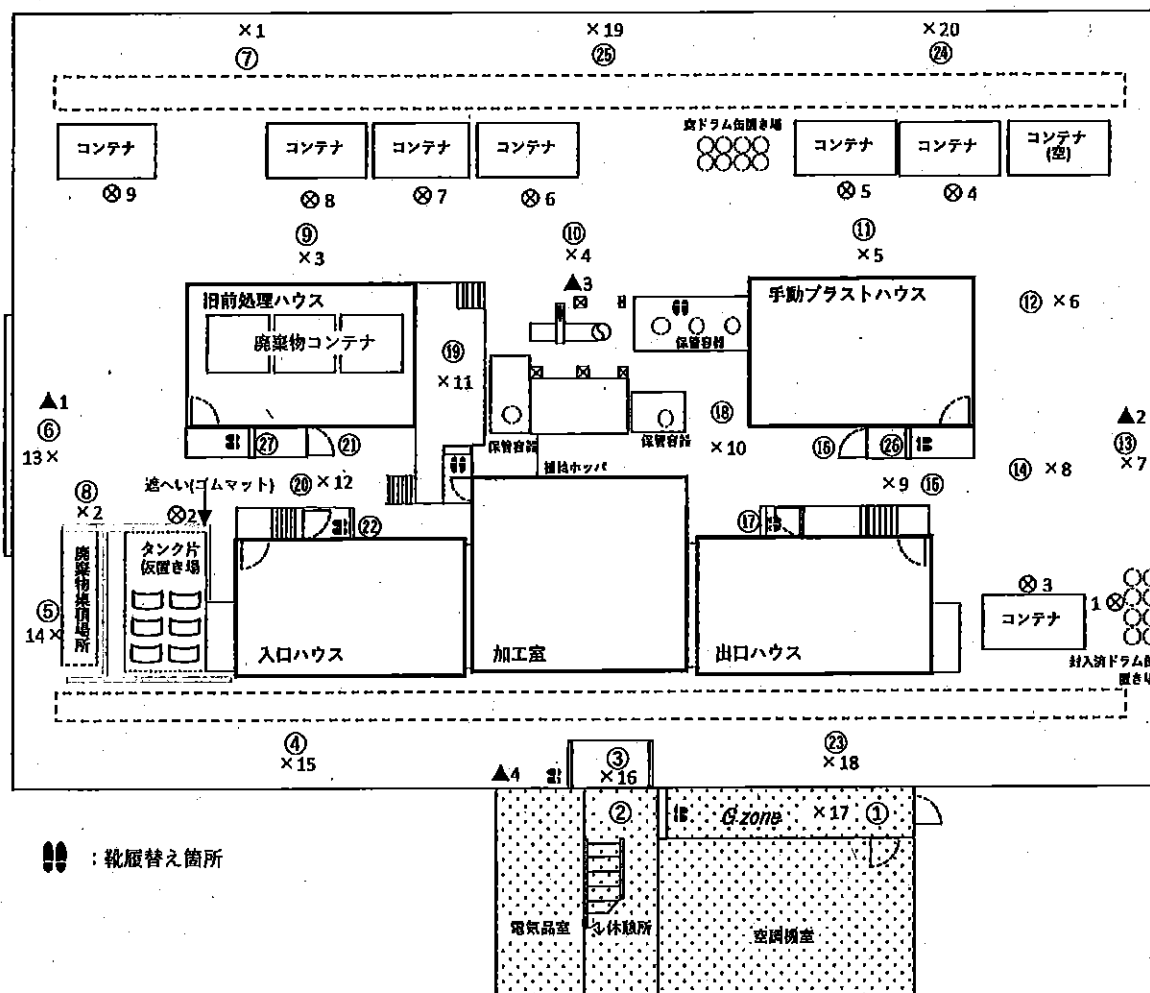 ×1 ×19 ×20
⑦ ㉕ ㉔
コンテナ コンテナ コンテナ コンテナ 空ドラム缶置き場 コンテナ コンテナ コンテナ
(空)
⊗9 ⊗8 ⊗7 ⊗6 ⊗5 ⊗4
⑨ ⑩ ⑪
×3 ×4 ×5
▲3
旧前処理ハウス 手動ブラストハウス ⑫ ×6
廃棄物コンテナ 保管容器
⑲
×11
▲1 ⑱ ▲2
⑥ ㉗ ㉑ 保管容器 保管容器 ⑯ ㉖ ⑬
13× ×10 ⑭ ×8 ×7
⑧ 遮へい(ゴムマット) ⑳ ×12 ×9 ⑯
×2 ⊗2 ㉒ ⑰
廃棄物集積場所
タンク片
仮置き場
⊗3
⑤ 1⊗
14× コンテナ
入口ハウス 加工室 出口ハウス
④ ③ ㉓
×15 ▲4 ×16 ×18
② G zone ×17 ①
:靴履替え箇所
電気品室 休憩所 空調機室